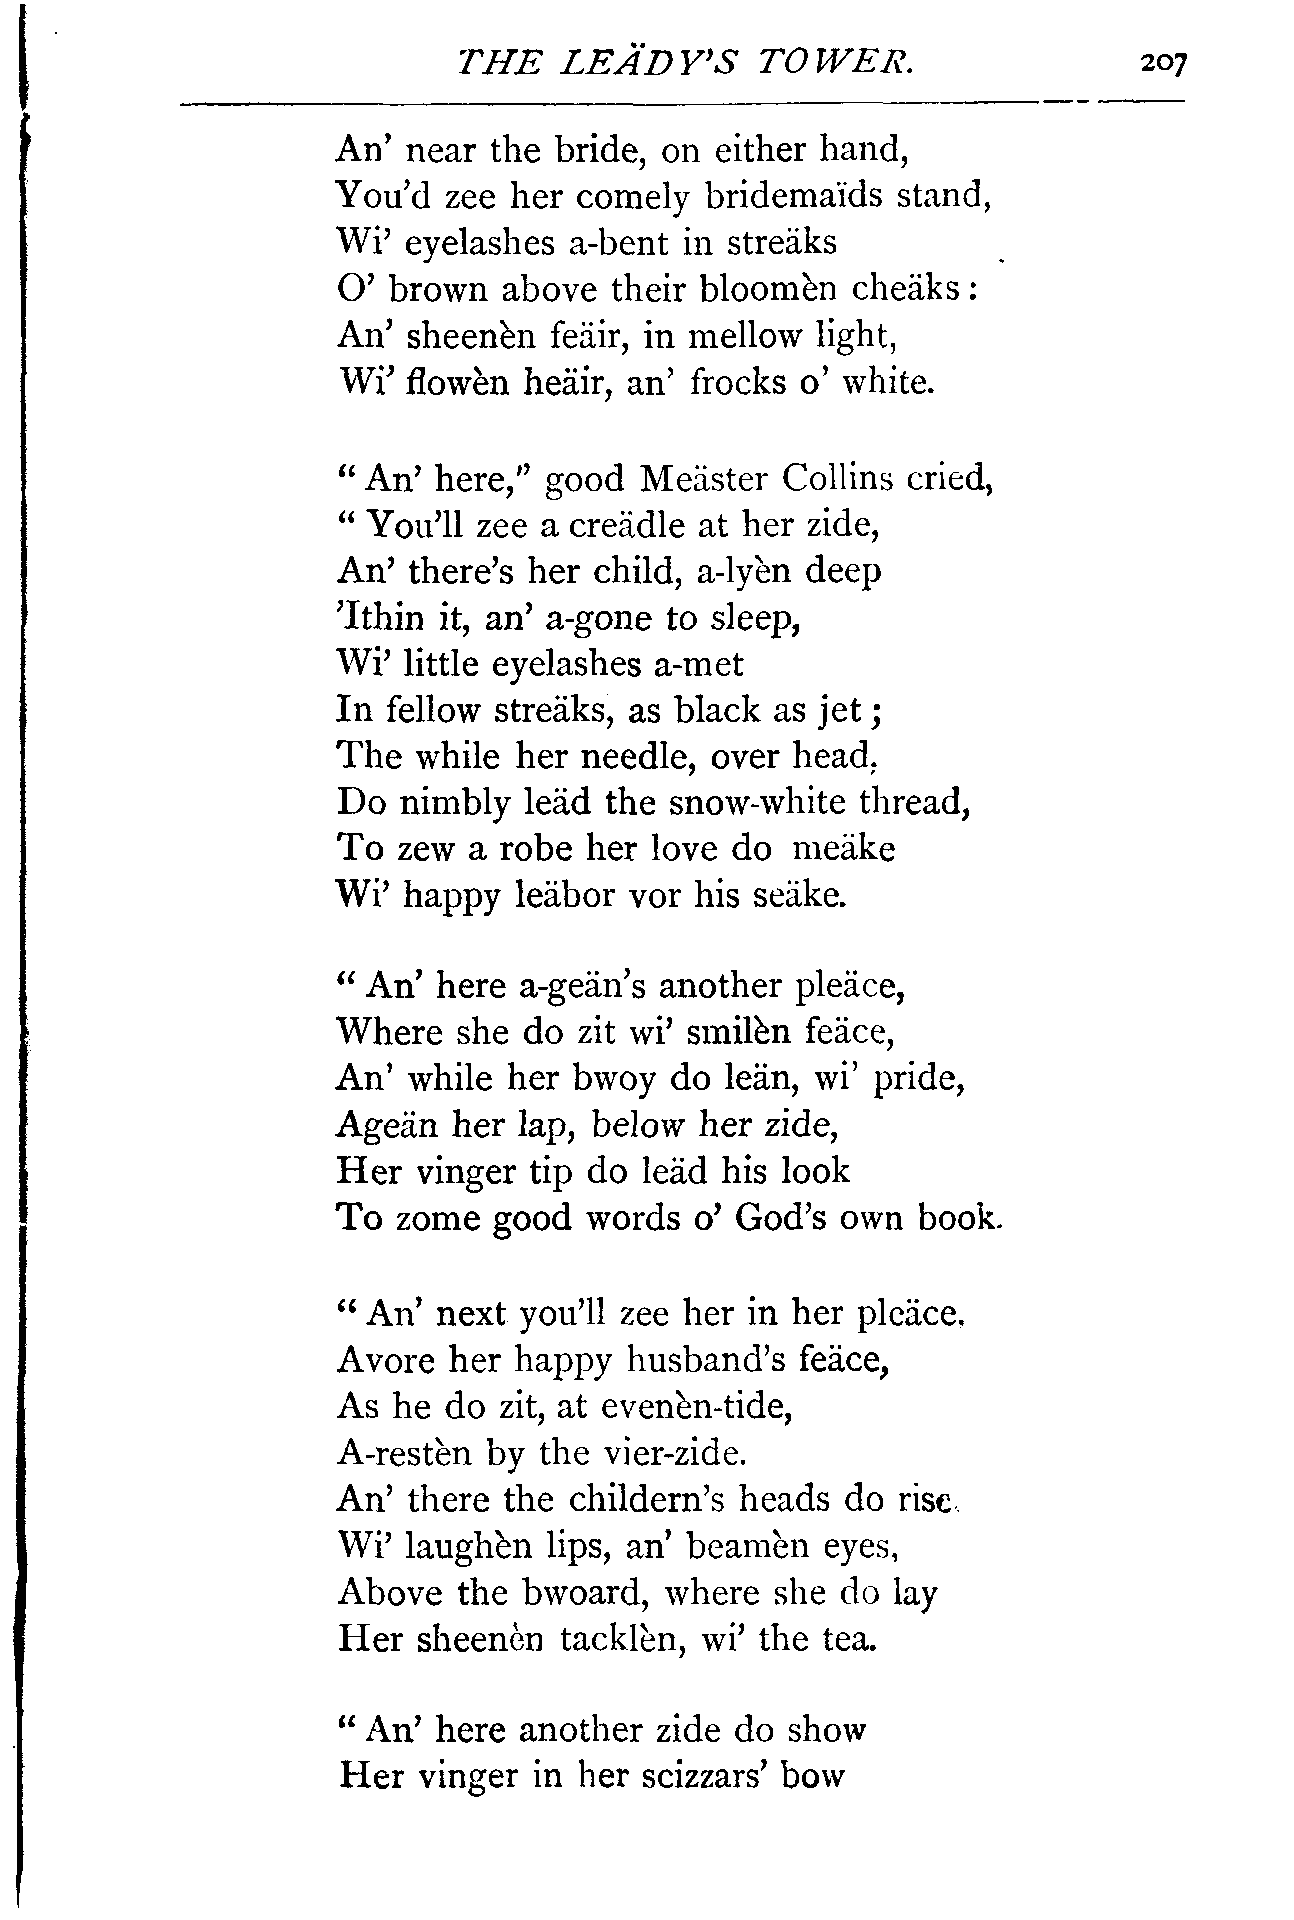 THE LEÄDY'S TOWER. 207
An' near the bride, on either hand,
You'd zee her comely bridemaïds stand,
Wi' eyelashes a-bent in streäks
O' brown above their bloomèn cheäks:
An' sheenèn feäir, in mellow light,
Wi' flowèn heäir, an' frocks o' white.
“ An' here,” good Meäster Collins cried,
“ You'll zee a creädle at her zide,
An' there's her child, a-lyèn deep
'Ithin it, an' a-gone to sleep,
Wi' little eyelashes a-met
In fellow streäks, as black as jet;
The while her needle, over head,
Do nimbly leäd the snow-white thread,
To zew a robe her love do meäke
Wi' happy leäbor vor his seäke.
“ An' here a-geän's another pleäce,
Where she do zit wi' smilèn feäce,
An' while her bwoy do leän, wi' pride,
Ageän her lap, below her zide,
Her vinger tip do leäd his look
To zome good words o' God's own book.
“ An' next you'll zee her in her pleäce,
Avore her happy husband's feäce,
As he do zit, at evenèn-tide,
A-restèn by the vier-zide.
An' there the childern's heads do rise,
Wi' laughèn lips, an' beamèn eyes,
Above the bwoard, where she do lay
Her sheenèn tacklèn, wi' the tea.
“ An' here another zide do show
Her vinger in her scizzars' bow